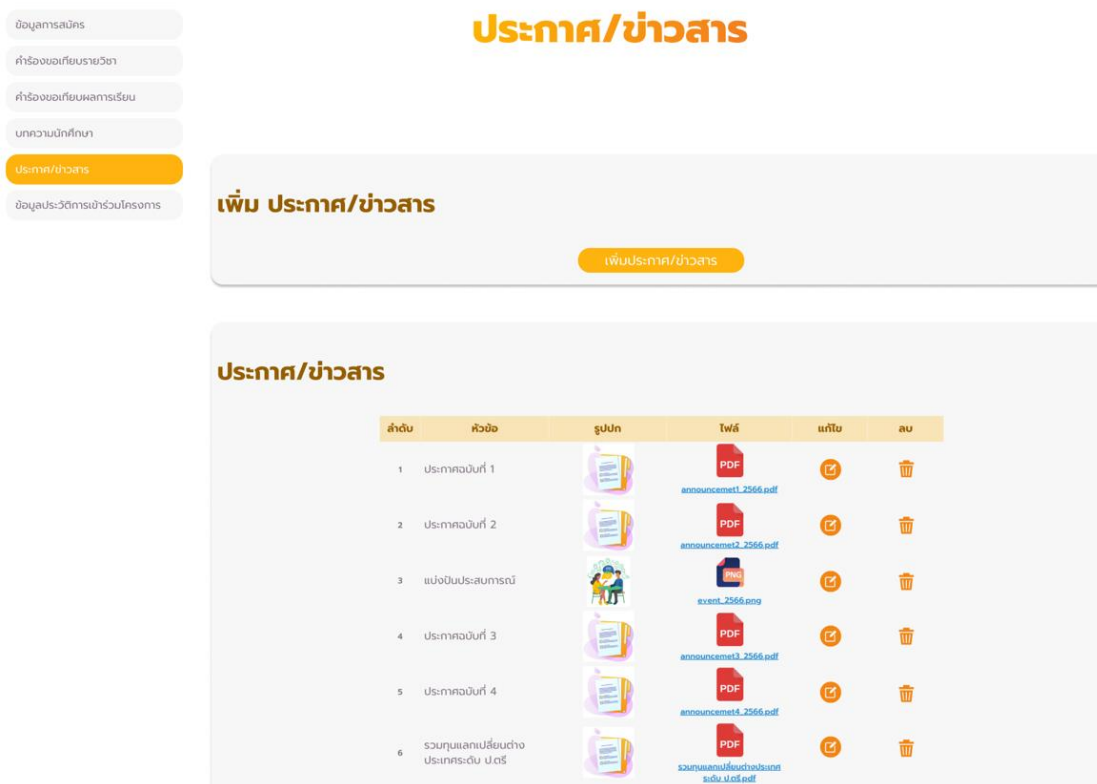 ข้อมูลการสมัคร
คำร้องขอเทียบรายวิชา
คำร้องขอเทียบผลการเรียน
บทความนักศึกษา
ประกาศ/ข่าวสาร
ข้อมูลประวัติการเข้าร่วมโครงการ
ประกาศ/ข่าวสาร
เพิ่ม ประกาศ/ข่าวสาร
เพิ่มประกาศ/ข่าวสาร
ประกาศ/ข่าวสาร
ลำดับ หัวข้อ รูปปก ไฟล์ แก้ไข ลบ
1 ประกาศฉบับที่ 1 PDF
announcemet1_2566.pdf
2 ประกาศฉบับที่ 2 PDF
announcemet2_2566.pdf
3 แบ่งปันประสบการณ์ PNG
event_2566.png
4 ประกาศฉบับที่ 3 PDF
announcemet3_2566.pdf
5 ประกาศฉบับที่ 4 PDF
announcemet4_2566.pdf
6 รวมทุนแลกเปลี่ยนต่าง PDF
ประเทศระดับ ป.ตรี
รวมทุนแลกเปลี่ยนต่างประเทศ
ระดับ ป.ตรี.pdf